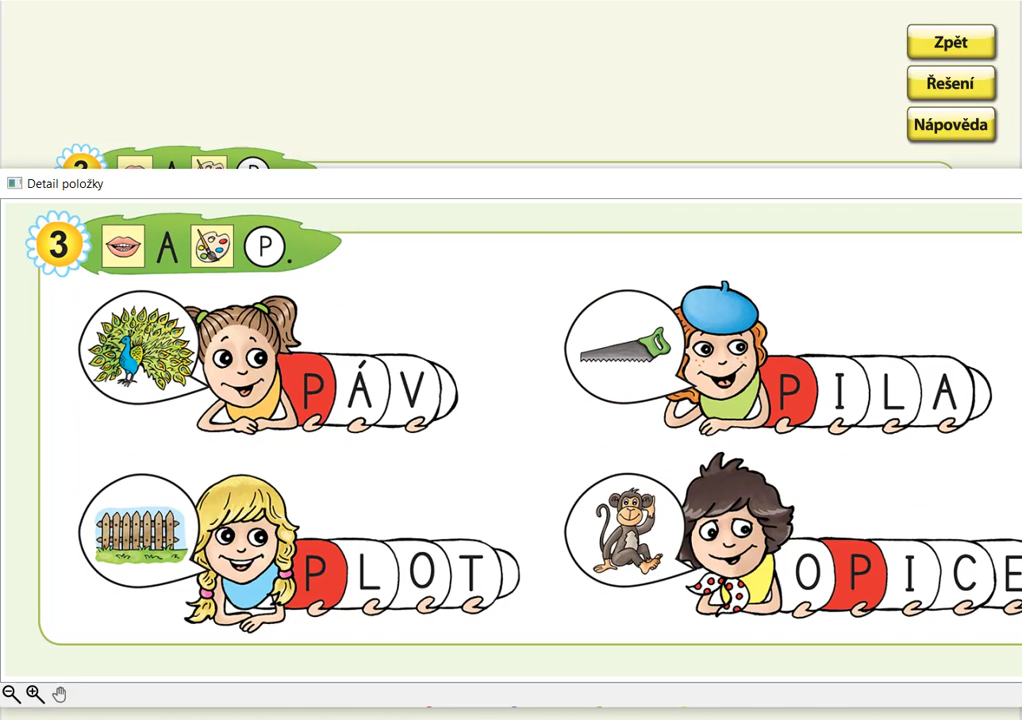 Zpět
Řešení
Nápověda
Detail položky
3 A P.
PÁV
PILA
PLOT
OPICE